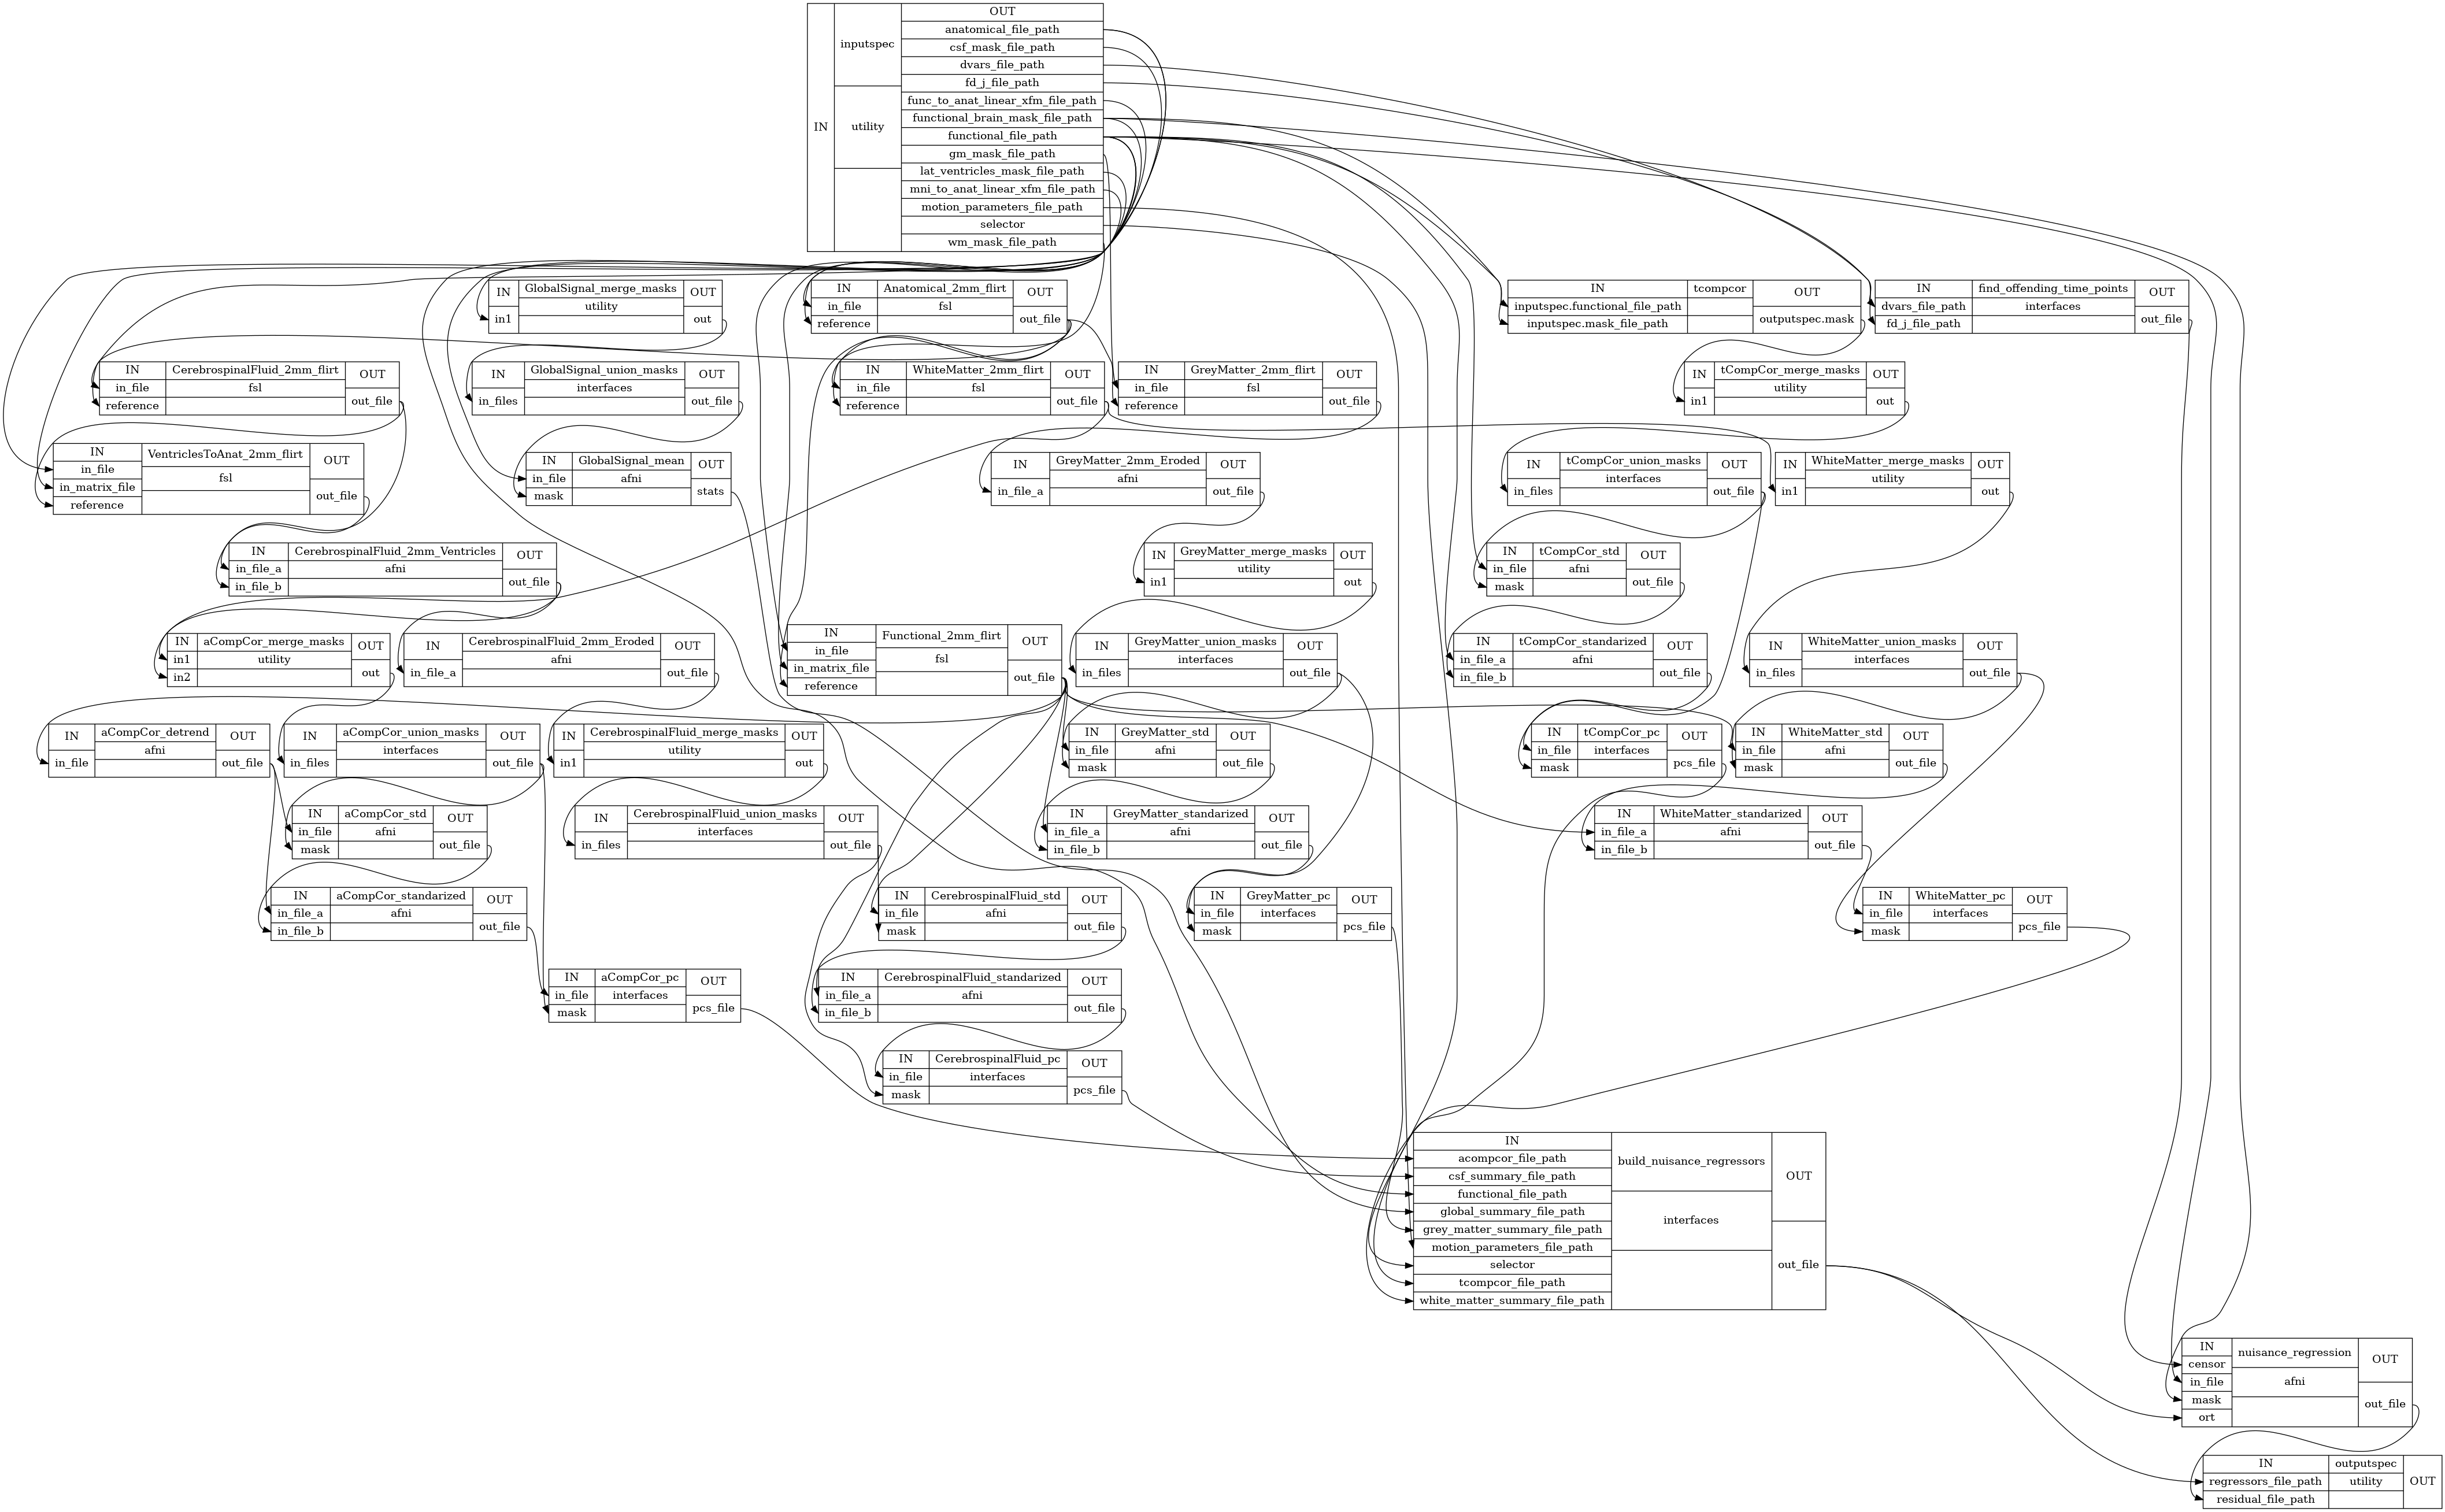 OUT
anatomical_file_path
inputspec
csf_mask_file_path
dvars_file_path
fd_j_file_path
func_to_anat_linear_xfm_file_path
IN
utility
functional_brain_mask_file_path
functional_file_path
gm_mask_file_path
lat_ventricles_mask_file_path
mni_to_anat_linear_xfm_file_path
motion_parameters_file_path
selector
wm_mask_file_path
IN GlobalSignal_merge_masks OUT
utility
in1 out
IN Anatomical_2mm_flirt OUT
in_file fsl
reference out_file
IN tcompcor OUT
inputspec.functional_file_path
inputspec.mask_file_path outputspec.mask
IN find_offending_time_points OUT
dvars_file_path interfaces
fd_j_file_path out_file
IN CerebrospinalFluid_2mm_flirt OUT
in_file fsl
reference out_file
IN GlobalSignal_union_masks OUT
interfaces
in_files out_file
IN WhiteMatter_2mm_flirt OUT
in_file fsl
reference out_file
IN GreyMatter_2mm_flirt OUT
in_file fsl
reference out_file
IN tCompCor_merge_masks OUT
utility
in1 out
IN VentriclesToAnat_2mm_flirt OUT
in_file
in_matrix_file fsl
reference out_file
IN GlobalSignal_mean OUT
in_file afni
mask stats
IN GreyMatter_2mm_Eroded OUT
afni
in_file_a out_file
IN tCompCor_union_masks OUT
interfaces
in_files out_file
IN WhiteMatter_merge_masks OUT
utility
in1 out
IN CerebrospinalFluid_2mm_Ventricles OUT
in_file_a afni
in_file_b out_file
IN GreyMatter_merge_masks OUT
utility
in1 out
IN tCompCor_std OUT
in_file afni
mask out_file
IN aCompCor_merge_masks OUT
in1 utility
in2 out
IN CerebrospinalFluid_2mm_Eroded OUT
afni
in_file_a out_file
IN Functional_2mm_flirt OUT
in_file
in_matrix_file fsl
reference out_file
IN GreyMatter_union_masks OUT
interfaces
in_files out_file
IN tCompCor_standarized OUT
in_file_a afni
in_file_b out_file
IN WhiteMatter_union_masks OUT
interfaces
in_files out_file
IN aCompCor_detrend OUT
afni
in_file out_file
IN aCompCor_union_masks OUT
interfaces
in_files out_file
IN CerebrospinalFluid_merge_masks OUT
utility
in1 out
IN GreyMatter_std OUT
in_file afni
mask out_file
IN tCompCor_pc OUT
in_file interfaces
mask pcs_file
IN WhiteMatter_std OUT
in_file afni
mask out_file
IN aCompCor_std OUT
in_file afni
mask out_file
IN CerebrospinalFluid_union_masks OUT
interfaces
in_files out_file
IN GreyMatter_standarized OUT
in_file_a afni
in_file_b out_file
IN WhiteMatter_standarized OUT
in_file_a afni
in_file_b out_file
IN aCompCor_standarized OUT
in_file_a afni
in_file_b out_file
IN CerebrospinalFluid_std OUT
in_file afni
mask out_file
IN GreyMatter_pc OUT
in_file interfaces
mask pcs_file
IN WhiteMatter_pc OUT
in_file interfaces
mask pcs_file
IN aCompCor_pc OUT
in_file interfaces
mask pcs_file
IN CerebrospinalFluid_standarized OUT
in_file_a afni
in_file_b out_file
IN CerebrospinalFluid_pc OUT
in_file interfaces
mask pcs_file
IN
acompcor_file_path build_nuisance_regressors
csf_summary_file_path OUT
functional_file_path
global_summary_file_path interfaces
grey_matter_summary_file_path
motion_parameters_file_path
selector out_file
tcompcor_file_path
white_matter_summary_file_path
IN nuisance_regression OUT
censor
in_file afni
mask out_file
ort
IN outputspec
regressors_file_path utility OUT
residual_file_path